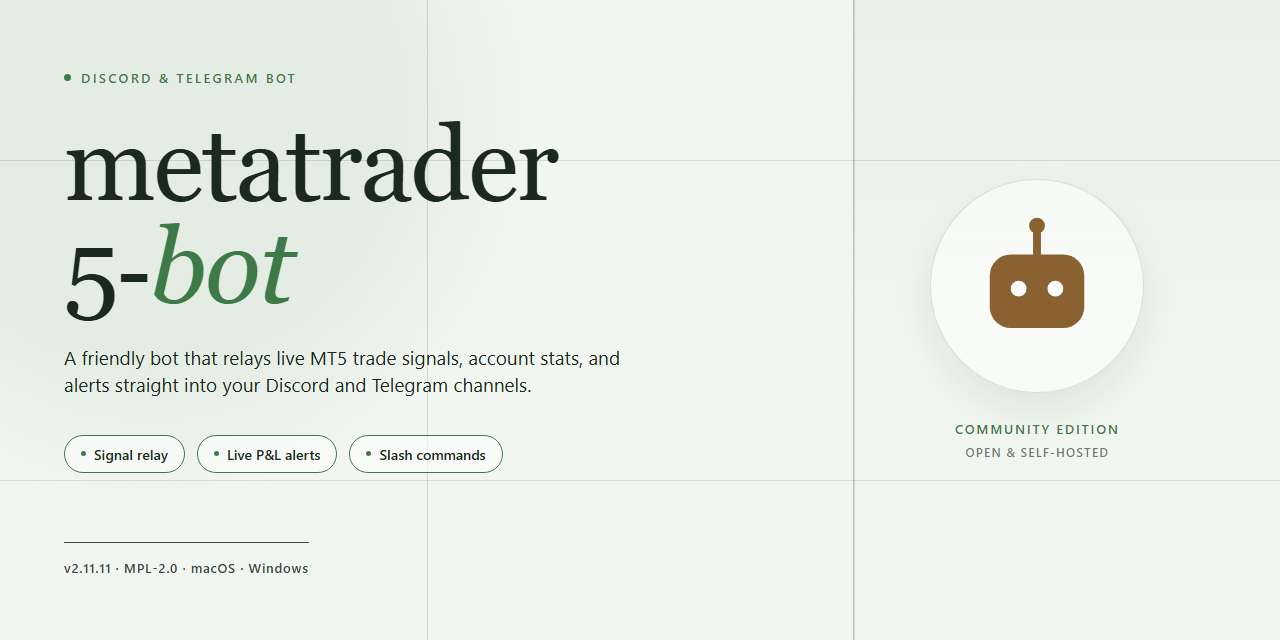 DISCORD & TELEGRAM BOT
metatrader
5-bot
A friendly bot that relays live MT5 trade signals, account stats, and
alerts straight into your Discord and Telegram channels.
Signal relay
Live P&L alerts
Slash commands
v2.11.11 · MPL-2.0 · macOS · Windows
COMMUNITY EDITION
OPEN & SELF-HOSTED